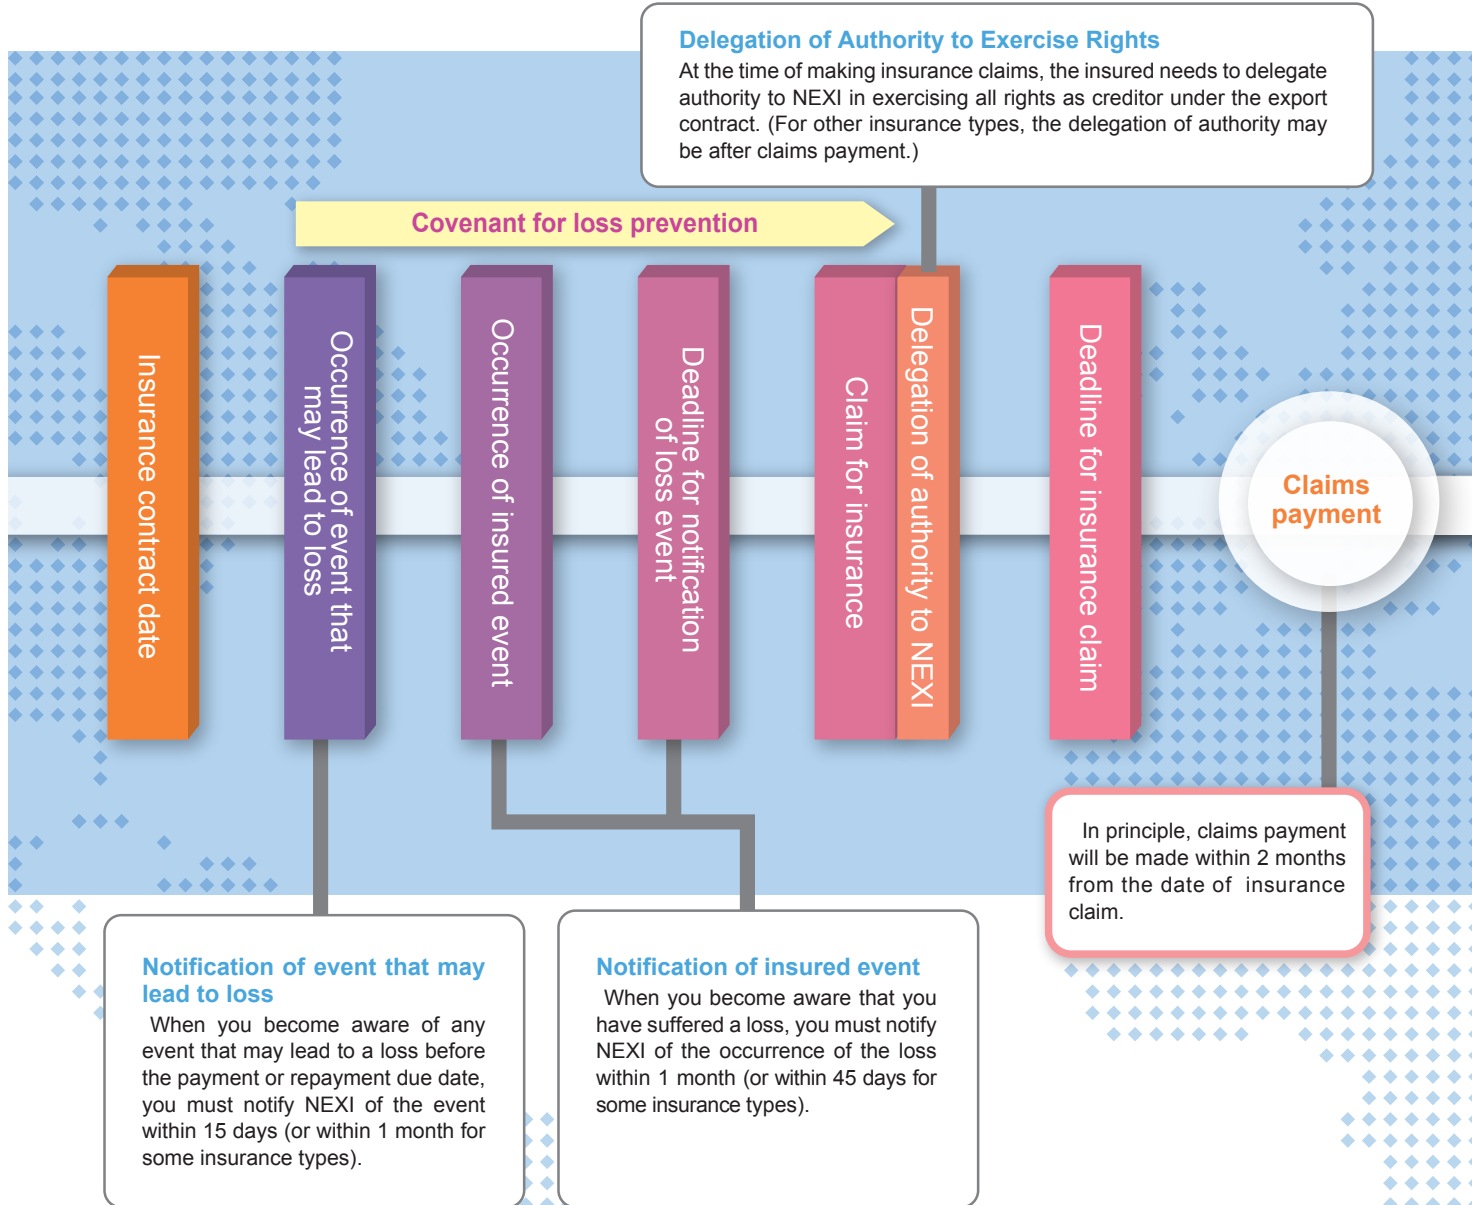 Delegation of Authority to Exercise Rights
At the time of making insurance claims, the insured needs to delegate
authority to NEXI in exercising all rights as creditor under the export
contract. (For other insurance types, the delegation of authority may
be after claims payment.)
Covenant for loss prevention
Insurance contract date
Occurrence of event that
may lead to loss
Occurrence of insured event
Deadline for notification
of loss event
Claim for insurance
Delegation of authority to NEXI
Deadline for insurance claim
Claims
payment
In principle, claims payment
will be made within 2 months
from the date of insurance
claim.
Notification of event that may
lead to loss
When you become aware of any
event that may lead to a loss before
the payment or repayment due date,
you must notify NEXI of the event
within 15 days (or within 1 month for
some insurance types).
Notification of insured event
When you become aware that you
have suffered a loss, you must notify
NEXI of the occurrence of the loss
within 1 month (or within 45 days for
some insurance types).